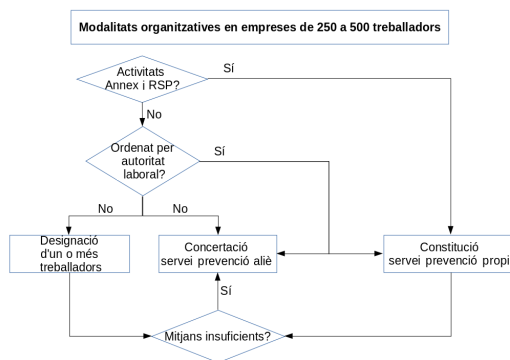 Modalitats organitzatives en empreses de 250 a 500 treballadors
Activitats
Annex i RSP?
Sí
No
Ordenat per
autoritat
laboral?
Sí
No
No
Designació
d'un o més
treballadors
Concertació
servei prevenció aliè
Constitució
servei prevenció propi
Sí
Mitjans insuficients?